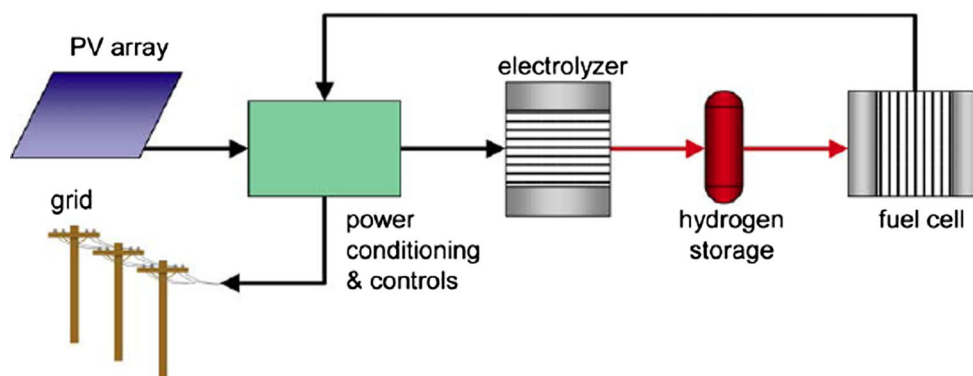 PV array
electrolyzer
grid
power
conditioning
& controls
hydrogen
storage
fuel cell